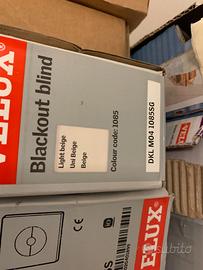 VELUX
Blackout blind
Light beige
Uni Beige
Beige
Colour code: 1085
DKL M04 1085SG
VELUX
subito